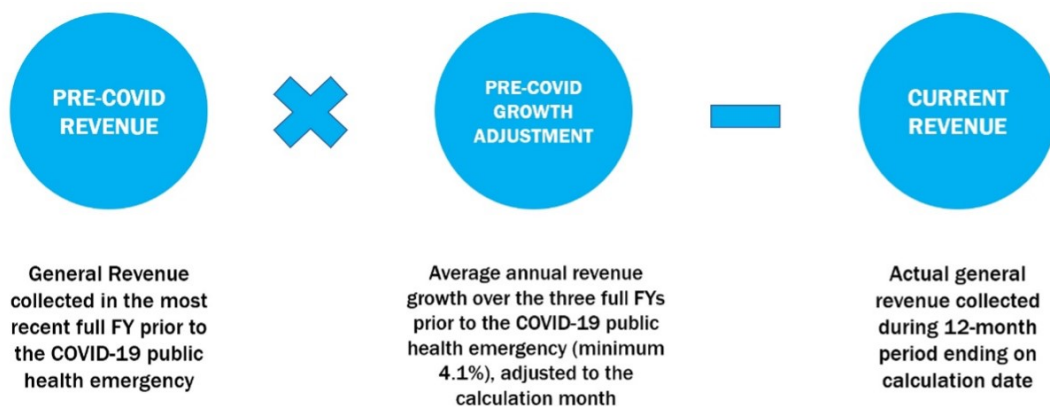 PRE-COVID
REVENUE
PRE-COVID
GROWTH
ADJUSTMENT
CURRENT
REVENUE
General Revenue
collected in the most
recent full FY prior to
the COVID-19 public
health emergency
Average annual revenue
growth over the three full FYs
prior to the COVID-19 public
health emergency (minimum
4.1%), adjusted to the
calculation month
Actual general
revenue collected
during 12-month
period ending on
calculation date